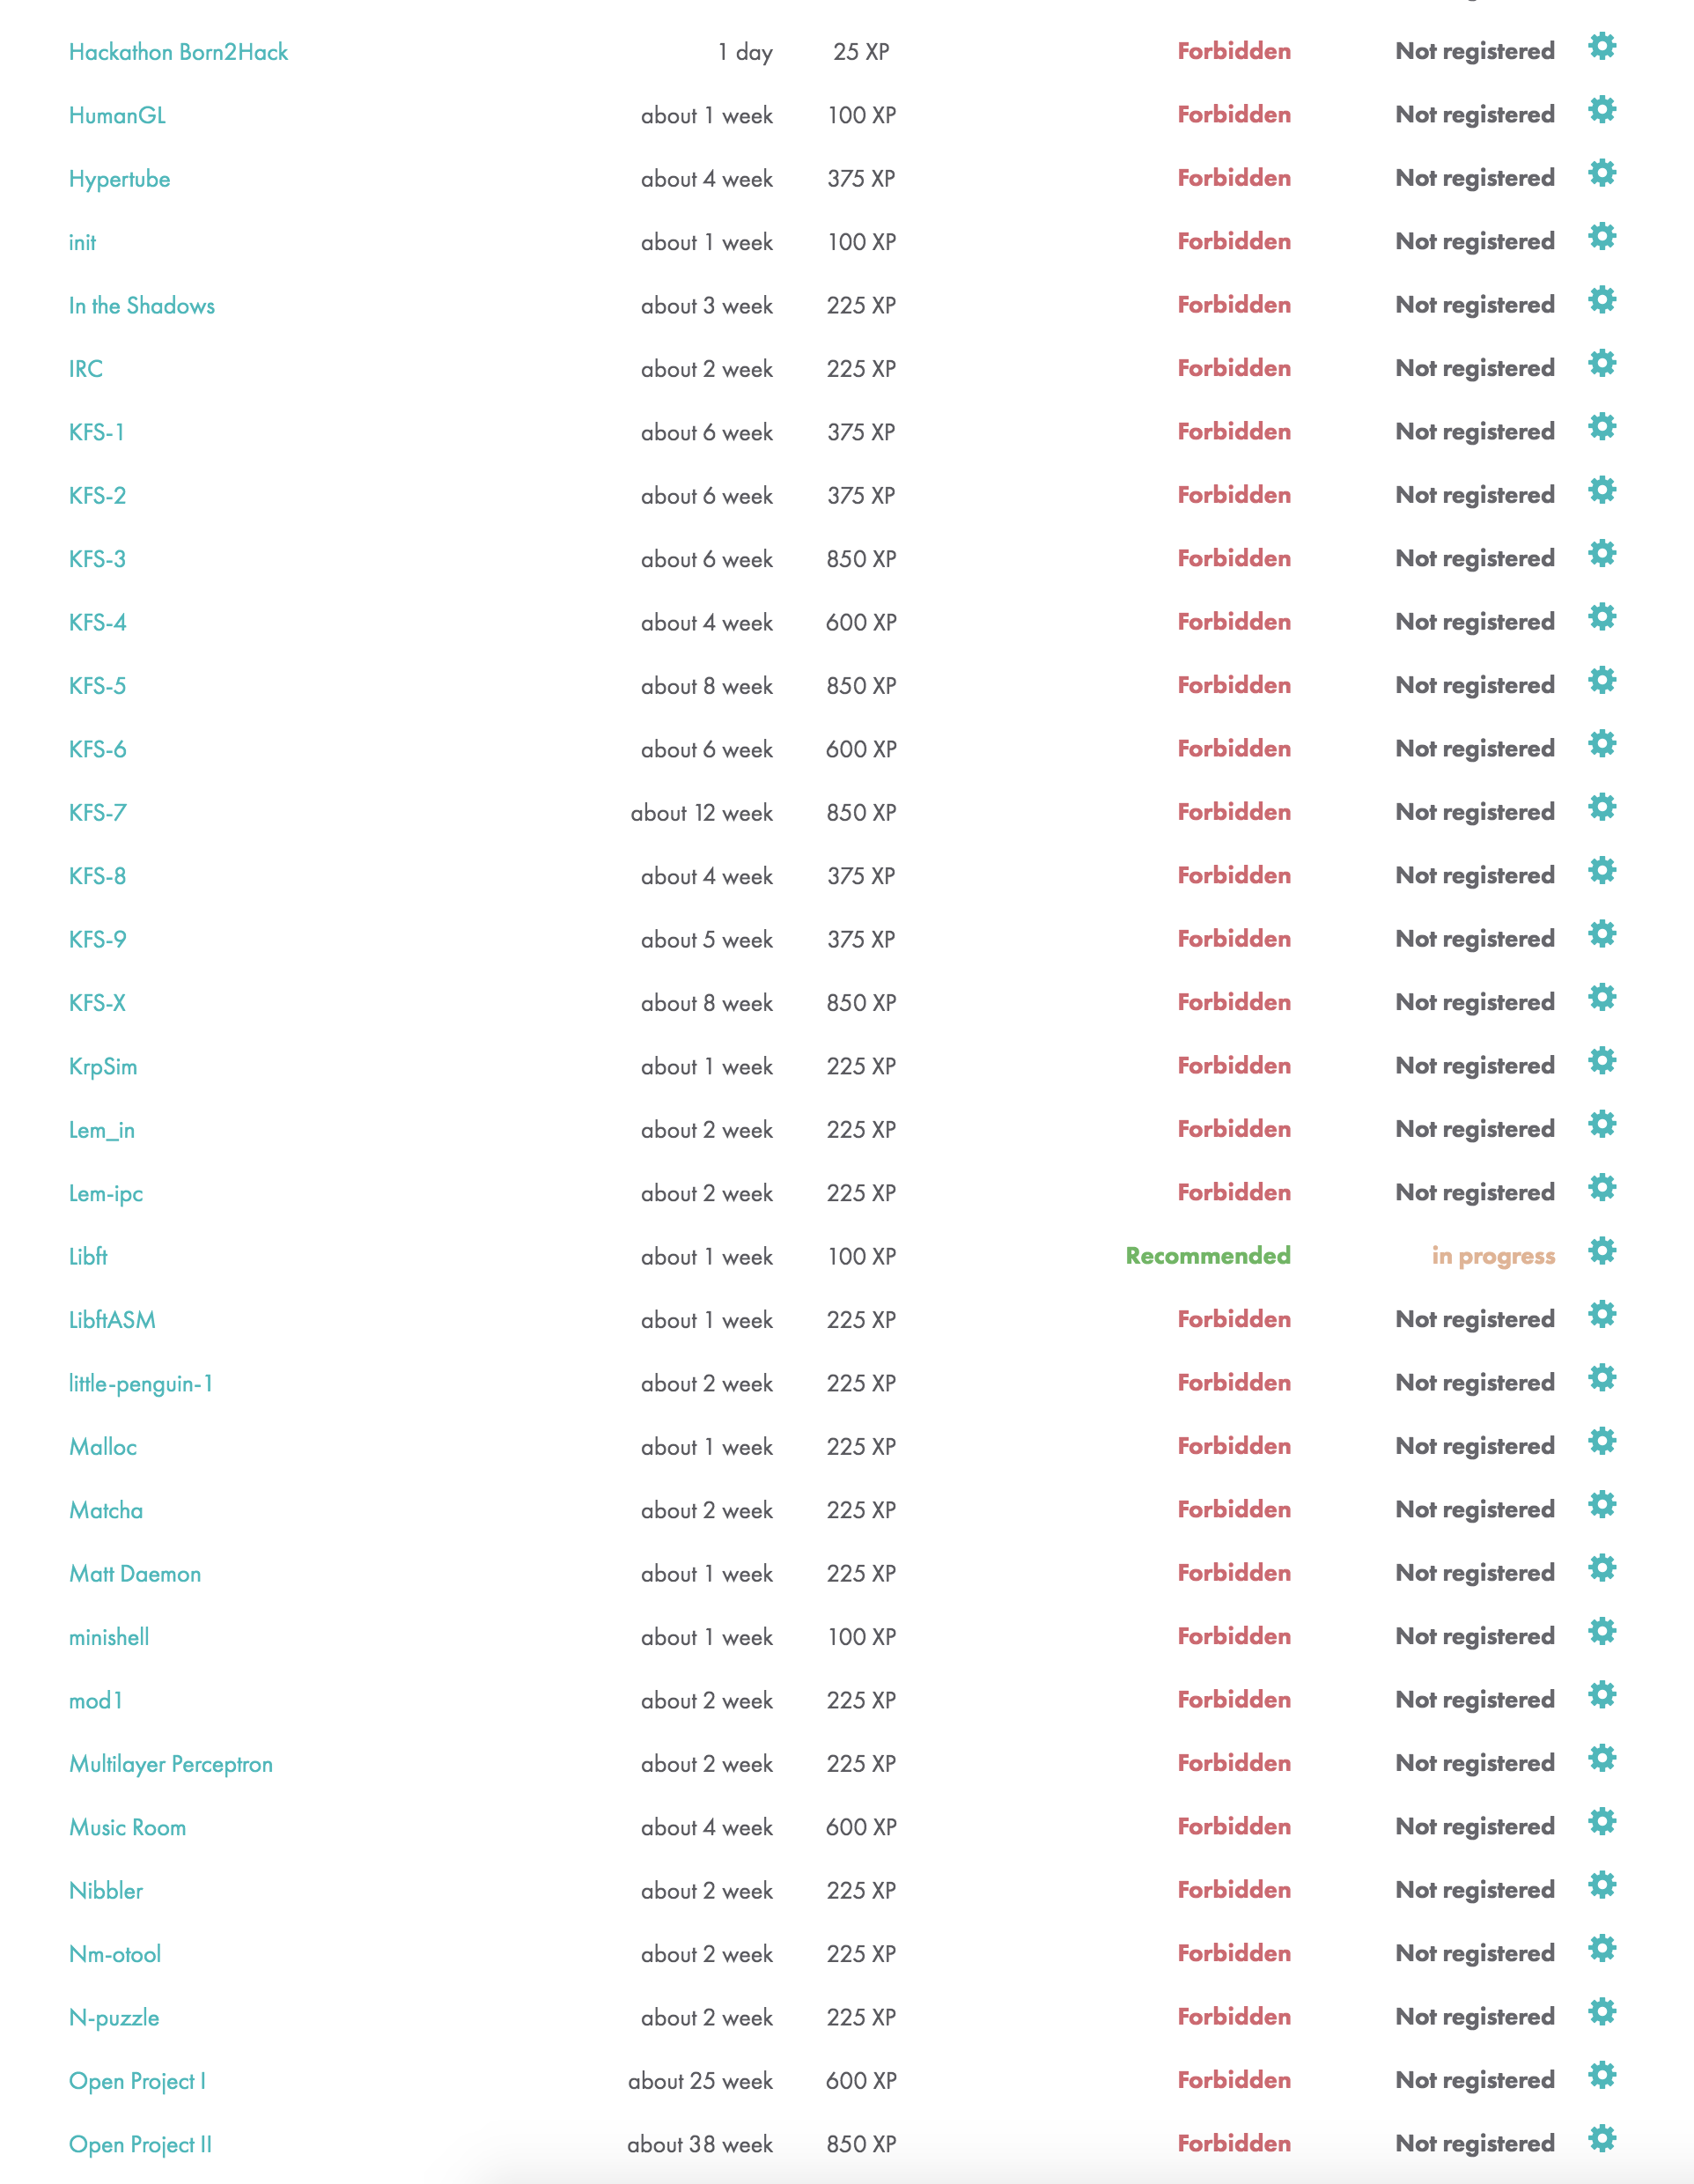 Hackathon Born2Hack 1 day 25 XP Forbidden Not registered
HumanGL about 1 week 100 XP Forbidden Not registered
Hypertube about 4 week 375 XP Forbidden Not registered
init about 1 week 100 XP Forbidden Not registered
In the Shadows about 3 week 225 XP Forbidden Not registered
IRC about 2 week 225 XP Forbidden Not registered
KFS-1 about 6 week 375 XP Forbidden Not registered
KFS-2 about 6 week 375 XP Forbidden Not registered
KFS-3 about 6 week 850 XP Forbidden Not registered
KFS-4 about 4 week 600 XP Forbidden Not registered
KFS-5 about 8 week 850 XP Forbidden Not registered
KFS-6 about 6 week 600 XP Forbidden Not registered
KFS-7 about 12 week 850 XP Forbidden Not registered
KFS-8 about 4 week 375 XP Forbidden Not registered
KFS-9 about 5 week 375 XP Forbidden Not registered
KFS-X about 8 week 850 XP Forbidden Not registered
KrpSim about 1 week 225 XP Forbidden Not registered
Lem_in about 2 week 225 XP Forbidden Not registered
Lem-ipc about 2 week 225 XP Forbidden Not registered
Libft about 1 week 100 XP Recommended in progress
LibftASM about 1 week 225 XP Forbidden Not registered
little-penguin-1 about 2 week 225 XP Forbidden Not registered
Malloc about 1 week 225 XP Forbidden Not registered
Matcha about 2 week 225 XP Forbidden Not registered
Matt Daemon about 1 week 225 XP Forbidden Not registered
minishell about 1 week 100 XP Forbidden Not registered
mod1 about 2 week 225 XP Forbidden Not registered
Multilayer Perceptron about 2 week 225 XP Forbidden Not registered
Music Room about 4 week 600 XP Forbidden Not registered
Nibbler about 2 week 225 XP Forbidden Not registered
Nm-otool about 2 week 225 XP Forbidden Not registered
N-puzzle about 2 week 225 XP Forbidden Not registered
Open Project I about 25 week 600 XP Forbidden Not registered
Open Project II about 38 week 850 XP Forbidden Not registered